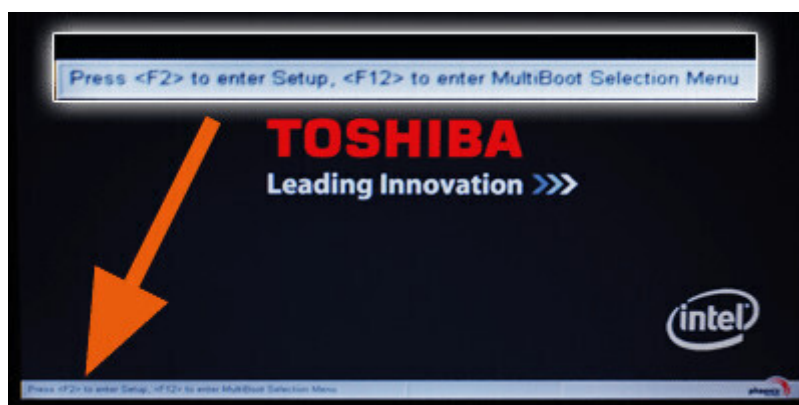 Press <F2> to enter Setup, <F12> to enter MultiBoot Selection Menu
TOSHIBA
Leading Innovation >>>
intel
Press <F2> to enter Setup, <F12> to enter MultiBoot Selection Menu
phoenix